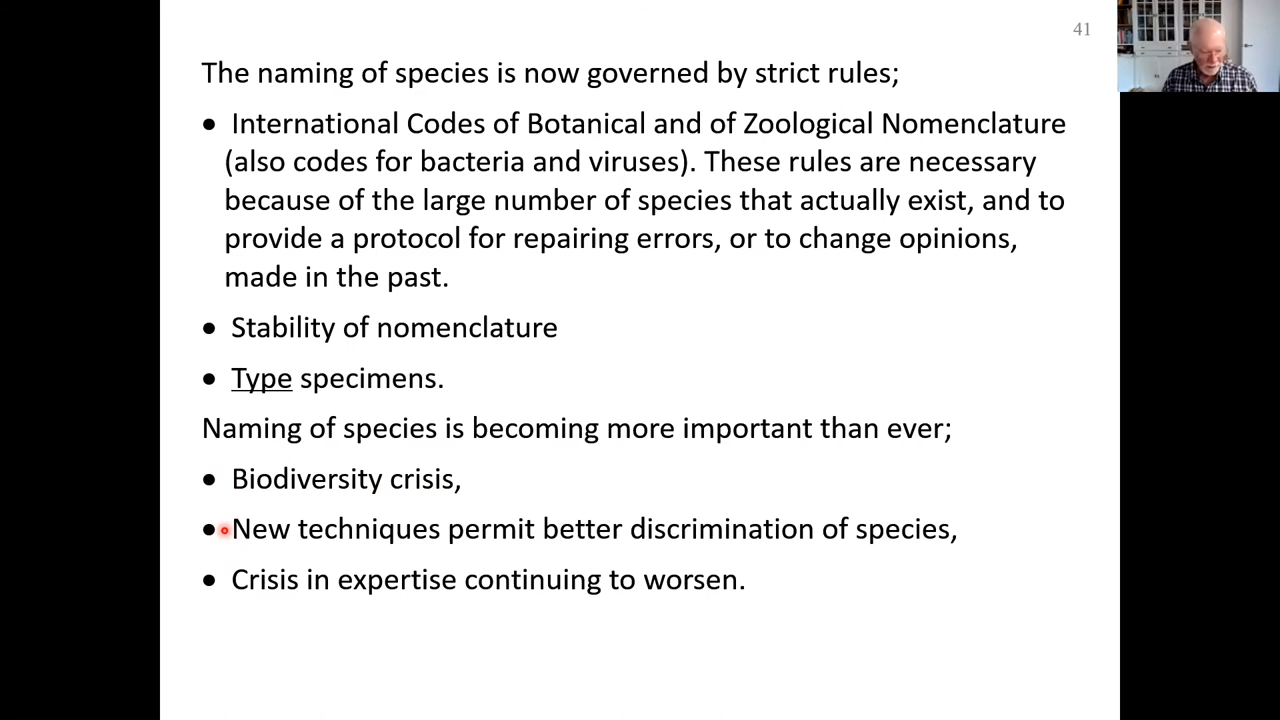 41
The naming of species is now governed by strict rules;
• International Codes of Botanical and of Zoological Nomenclature
(also codes for bacteria and viruses). These rules are necessary
because of the large number of species that actually exist, and to
provide a protocol for repairing errors, or to change opinions,
made in the past.
• Stability of nomenclature
• Type specimens.
Naming of species is becoming more important than ever;
• Biodiversity crisis,
• New techniques permit better discrimination of species,
• Crisis in expertise continuing to worsen.